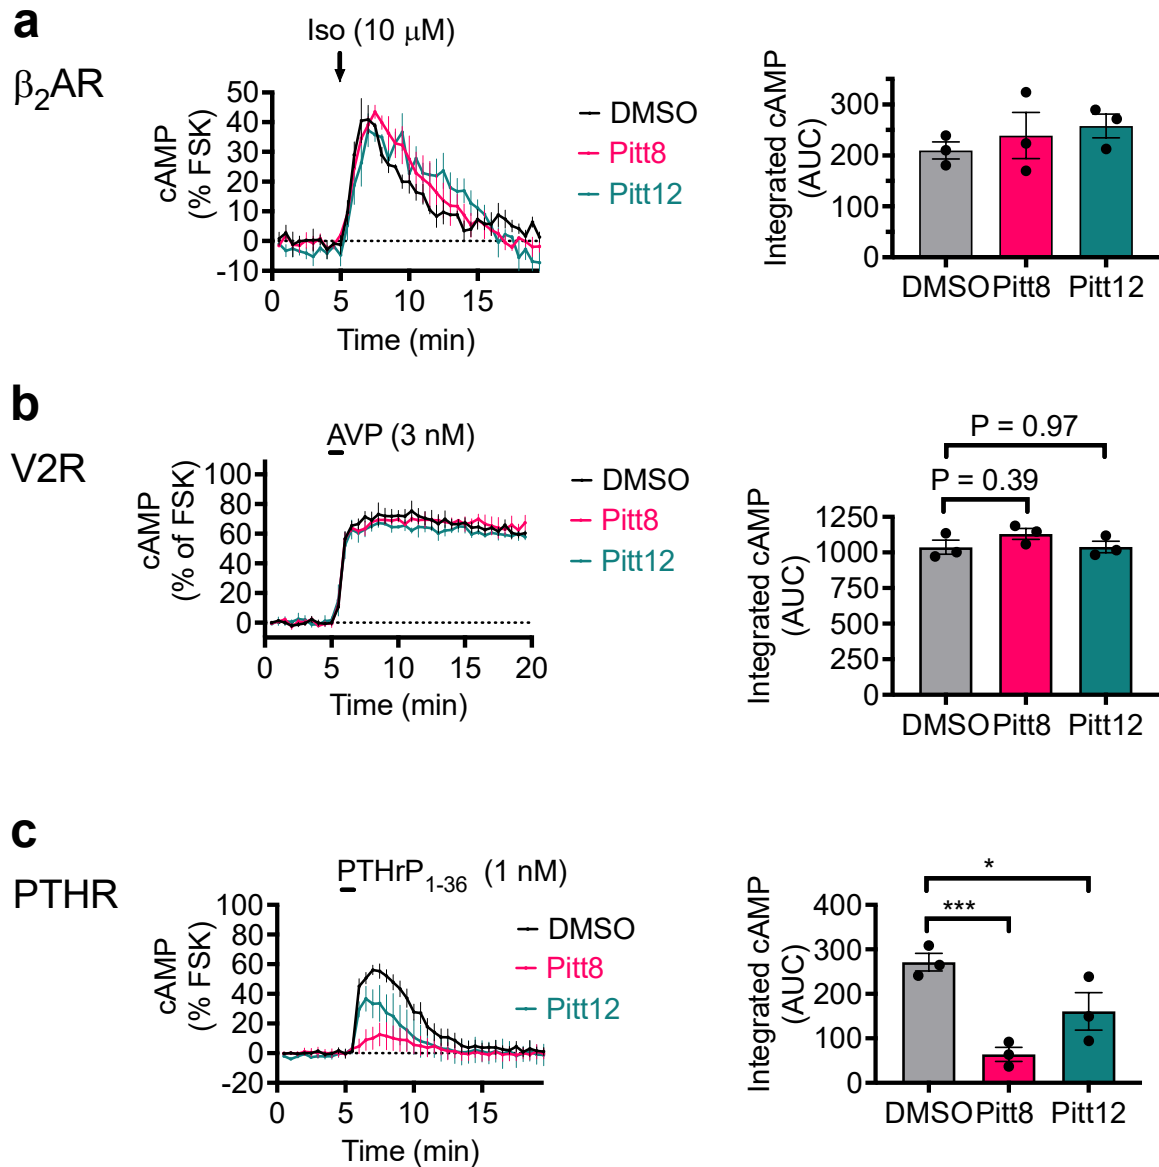 a
β₂AR
Iso (10 μM)
cAMP
(% FSK)
50
40
30
20
10
0
-10
0 5 10 15
Time (min)
DMSO
Pitt8
Pitt12
Integrated cAMP
(AUC)
300
200
100
0
DMSO Pitt8 Pitt12
b
V2R
AVP (3 nM)
cAMP
(% of FSK)
100
80
60
40
20
0
0 5 10 15 20
Time (min)
DMSO
Pitt8
Pitt12
P = 0.97
P = 0.39
Integrated cAMP
(AUC)
1250
1000
750
500
250
0
DMSO Pitt8 Pitt12
c
PTHR
PTHrP₁₋₃₆ (1 nM)
cAMP
(% FSK)
100
80
60
40
20
0
-20
0 5 10 15
Time (min)
DMSO
Pitt8
Pitt12
*
***
Integrated cAMP
(AUC)
400
300
200
100
0
DMSO Pitt8 Pitt12